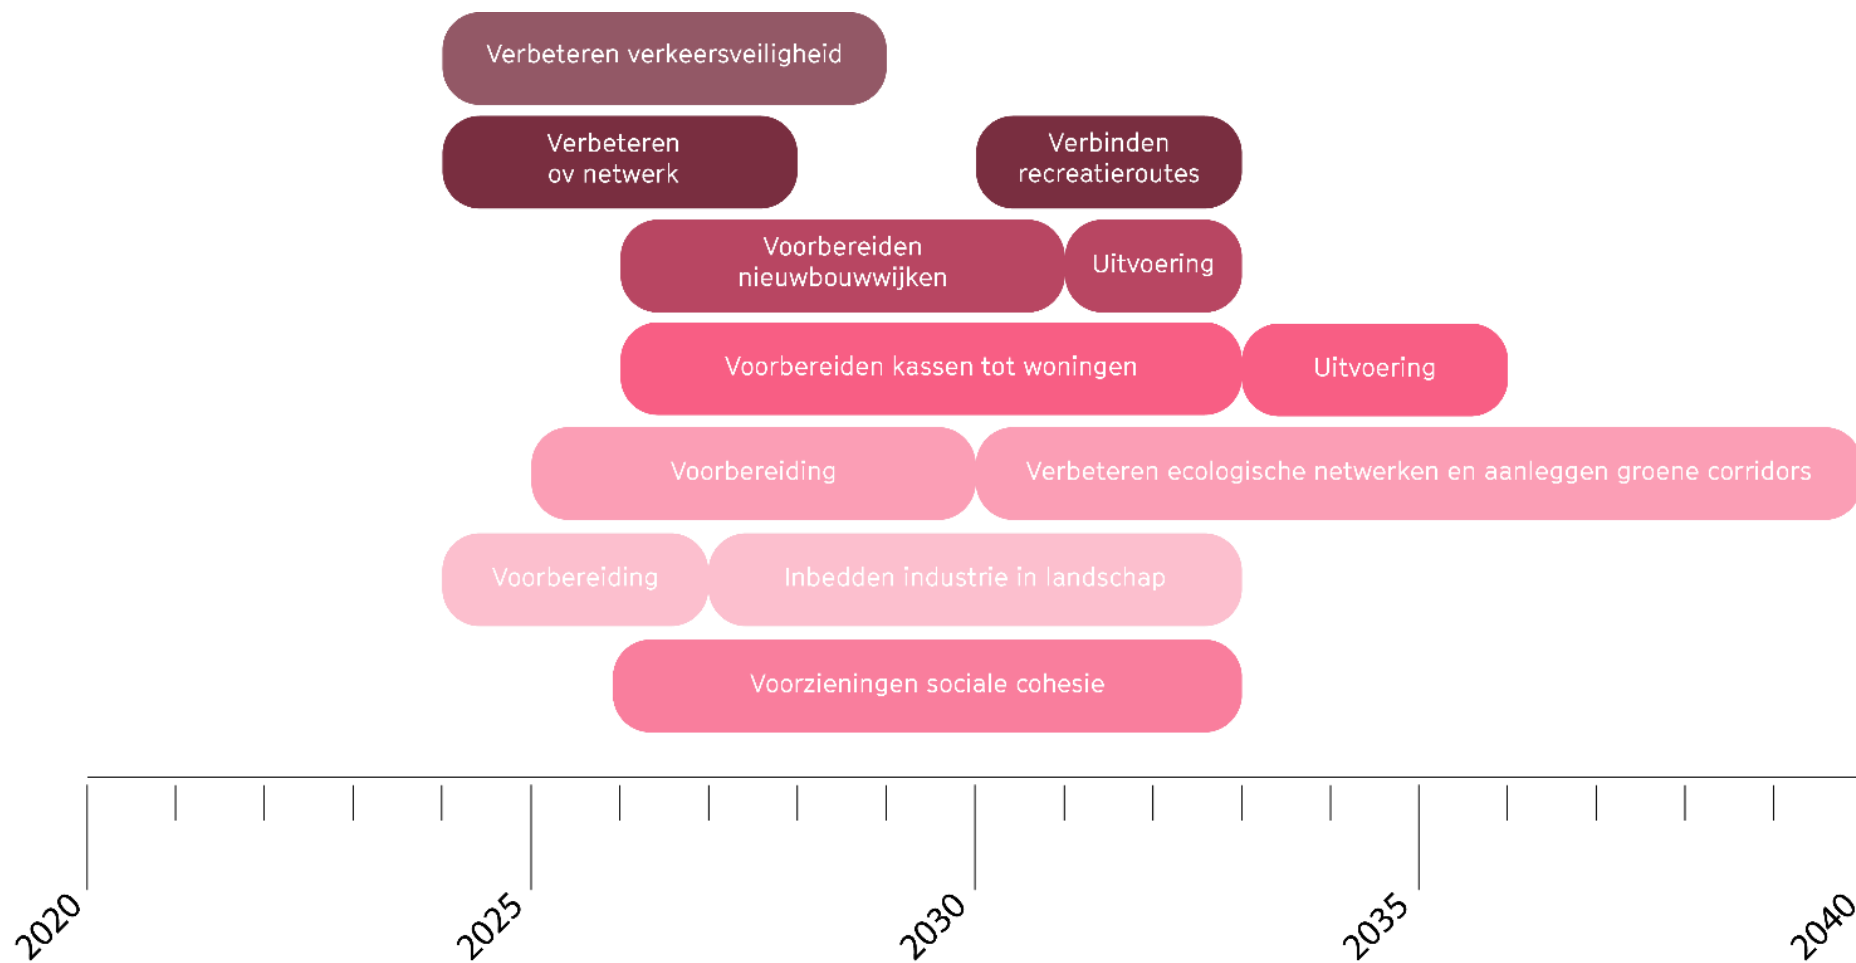 Verbeteren verkeersveiligheid
Verbeteren
ov netwerk
Verbinden
recreatieroutes
Voorbereiden
nieuwbouwwijken
Uitvoering
Voorbereiden kassen tot woningen
Uitvoering
Voorbereiding
Verbeteren ecologische netwerken en aanleggen groene corridors
Voorbereiding
Inbedden industrie in landschap
Voorzieningen sociale cohesie
2020
2025
2030
2035
2040